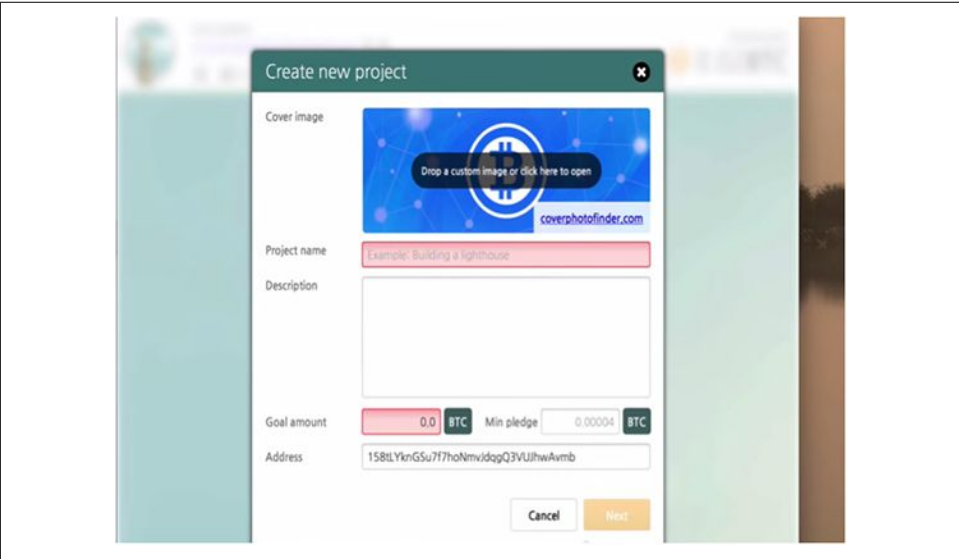 Create new project
Cover image
Drop a custom image or click here to open
coverphotofinder.com
Project name
Example: Building a lighthouse
Description
Goal amount 0.0 BTC Min pledge 0.00004 BTC
Address 158tLYknGSu7f7hoNmvJdqgQ3VUJhwAvmb
Cancel Next